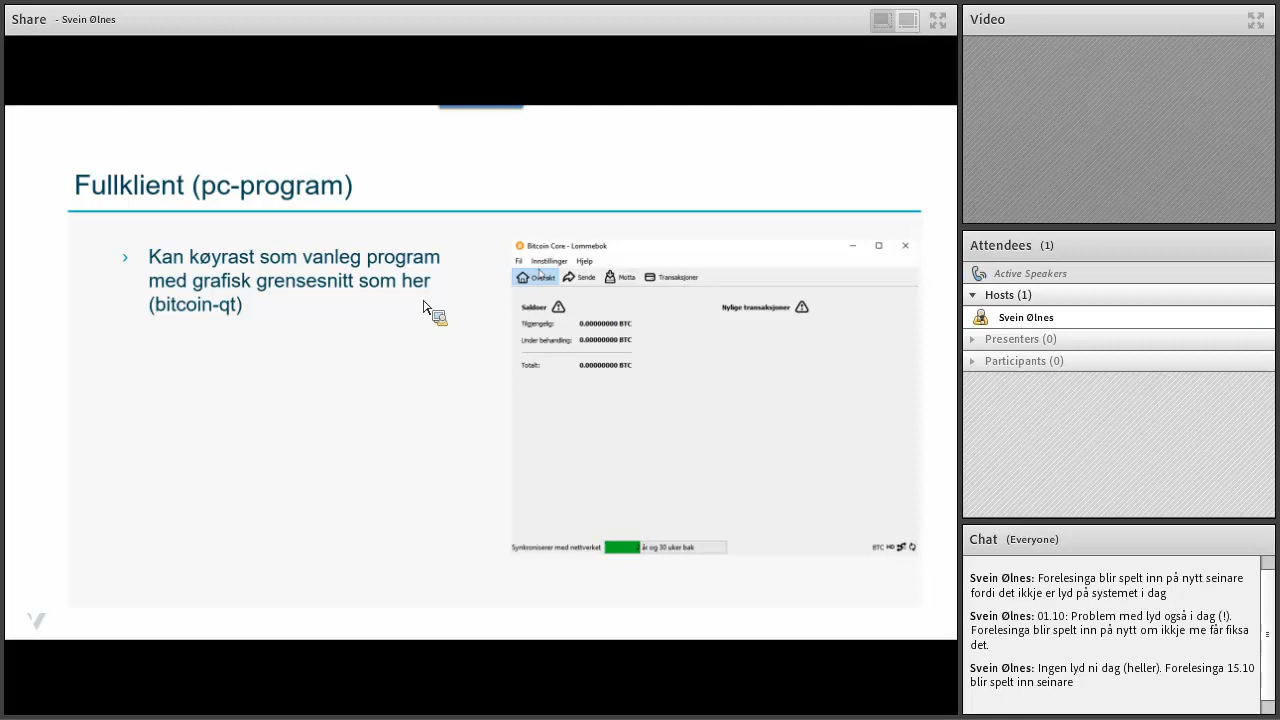 Share - Svein Ølnes
Fullklient (pc-program)
› Kan køyrast som vanleg program
med grafisk grensesnitt som her
(bitcoin-qt)
Bitcoin Core - Lommebok
Fil Innstillinger Hjelp
Oversikt Sende Motta Transaksjoner
Saldoer
Tilgjengelig: 0.00000000 BTC
Under behandling: 0.00000000 BTC
Totalt: 0.00000000 BTC
Nylige transaksjoner
Synkroniserer med nettverket
år og 30 uker bak
BTC HD
Video
Attendees (1)
Active Speakers
Hosts (1)
Svein Ølnes
Presenters (0)
Participants (0)
Chat (Everyone)
Svein Ølnes: Forelesinga blir spelt inn på nytt seinare
fordi det ikkje er lyd på systemet i dag
Svein Ølnes: 01.10: Problem med lyd også i dag (!).
Forelesinga blir spelt inn på nytt om ikkje me får fiksa
det.
Svein Ølnes: Ingen lyd ni dag (heller). Forelesinga 15.10
blir spelt inn seinare